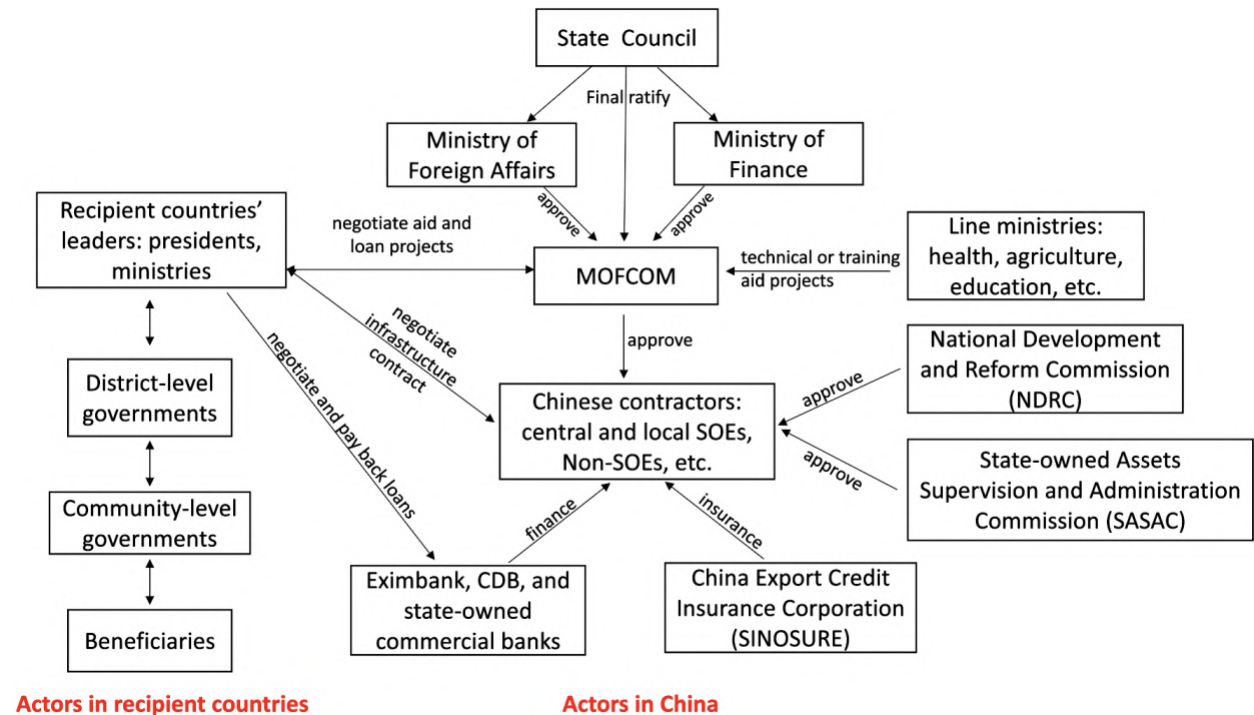 State Council
Final ratify
Ministry of
Foreign Affairs
Ministry of
Finance
approve
approve
Recipient countries'
leaders: presidents,
ministries
negotiate aid and
loan projects
MOFCOM
technical or training
aid projects
Line ministries:
health, agriculture,
education, etc.
negotiate
infrastructure
contract
approve
National Development
and Reform Commission
(NDRC)
approve
District-level
governments
negotiate and pay back loans
Chinese contractors:
central and local SOEs,
Non-SOEs, etc.
approve
State-owned Assets
Supervision and Administration
Commission (SASAC)
Community-level
governments
finance
insurance
Eximbank, CDB, and
state-owned
commercial banks
China Export Credit
Insurance Corporation
(SINOSURE)
Beneficiaries
Actors in recipient countries
Actors in China